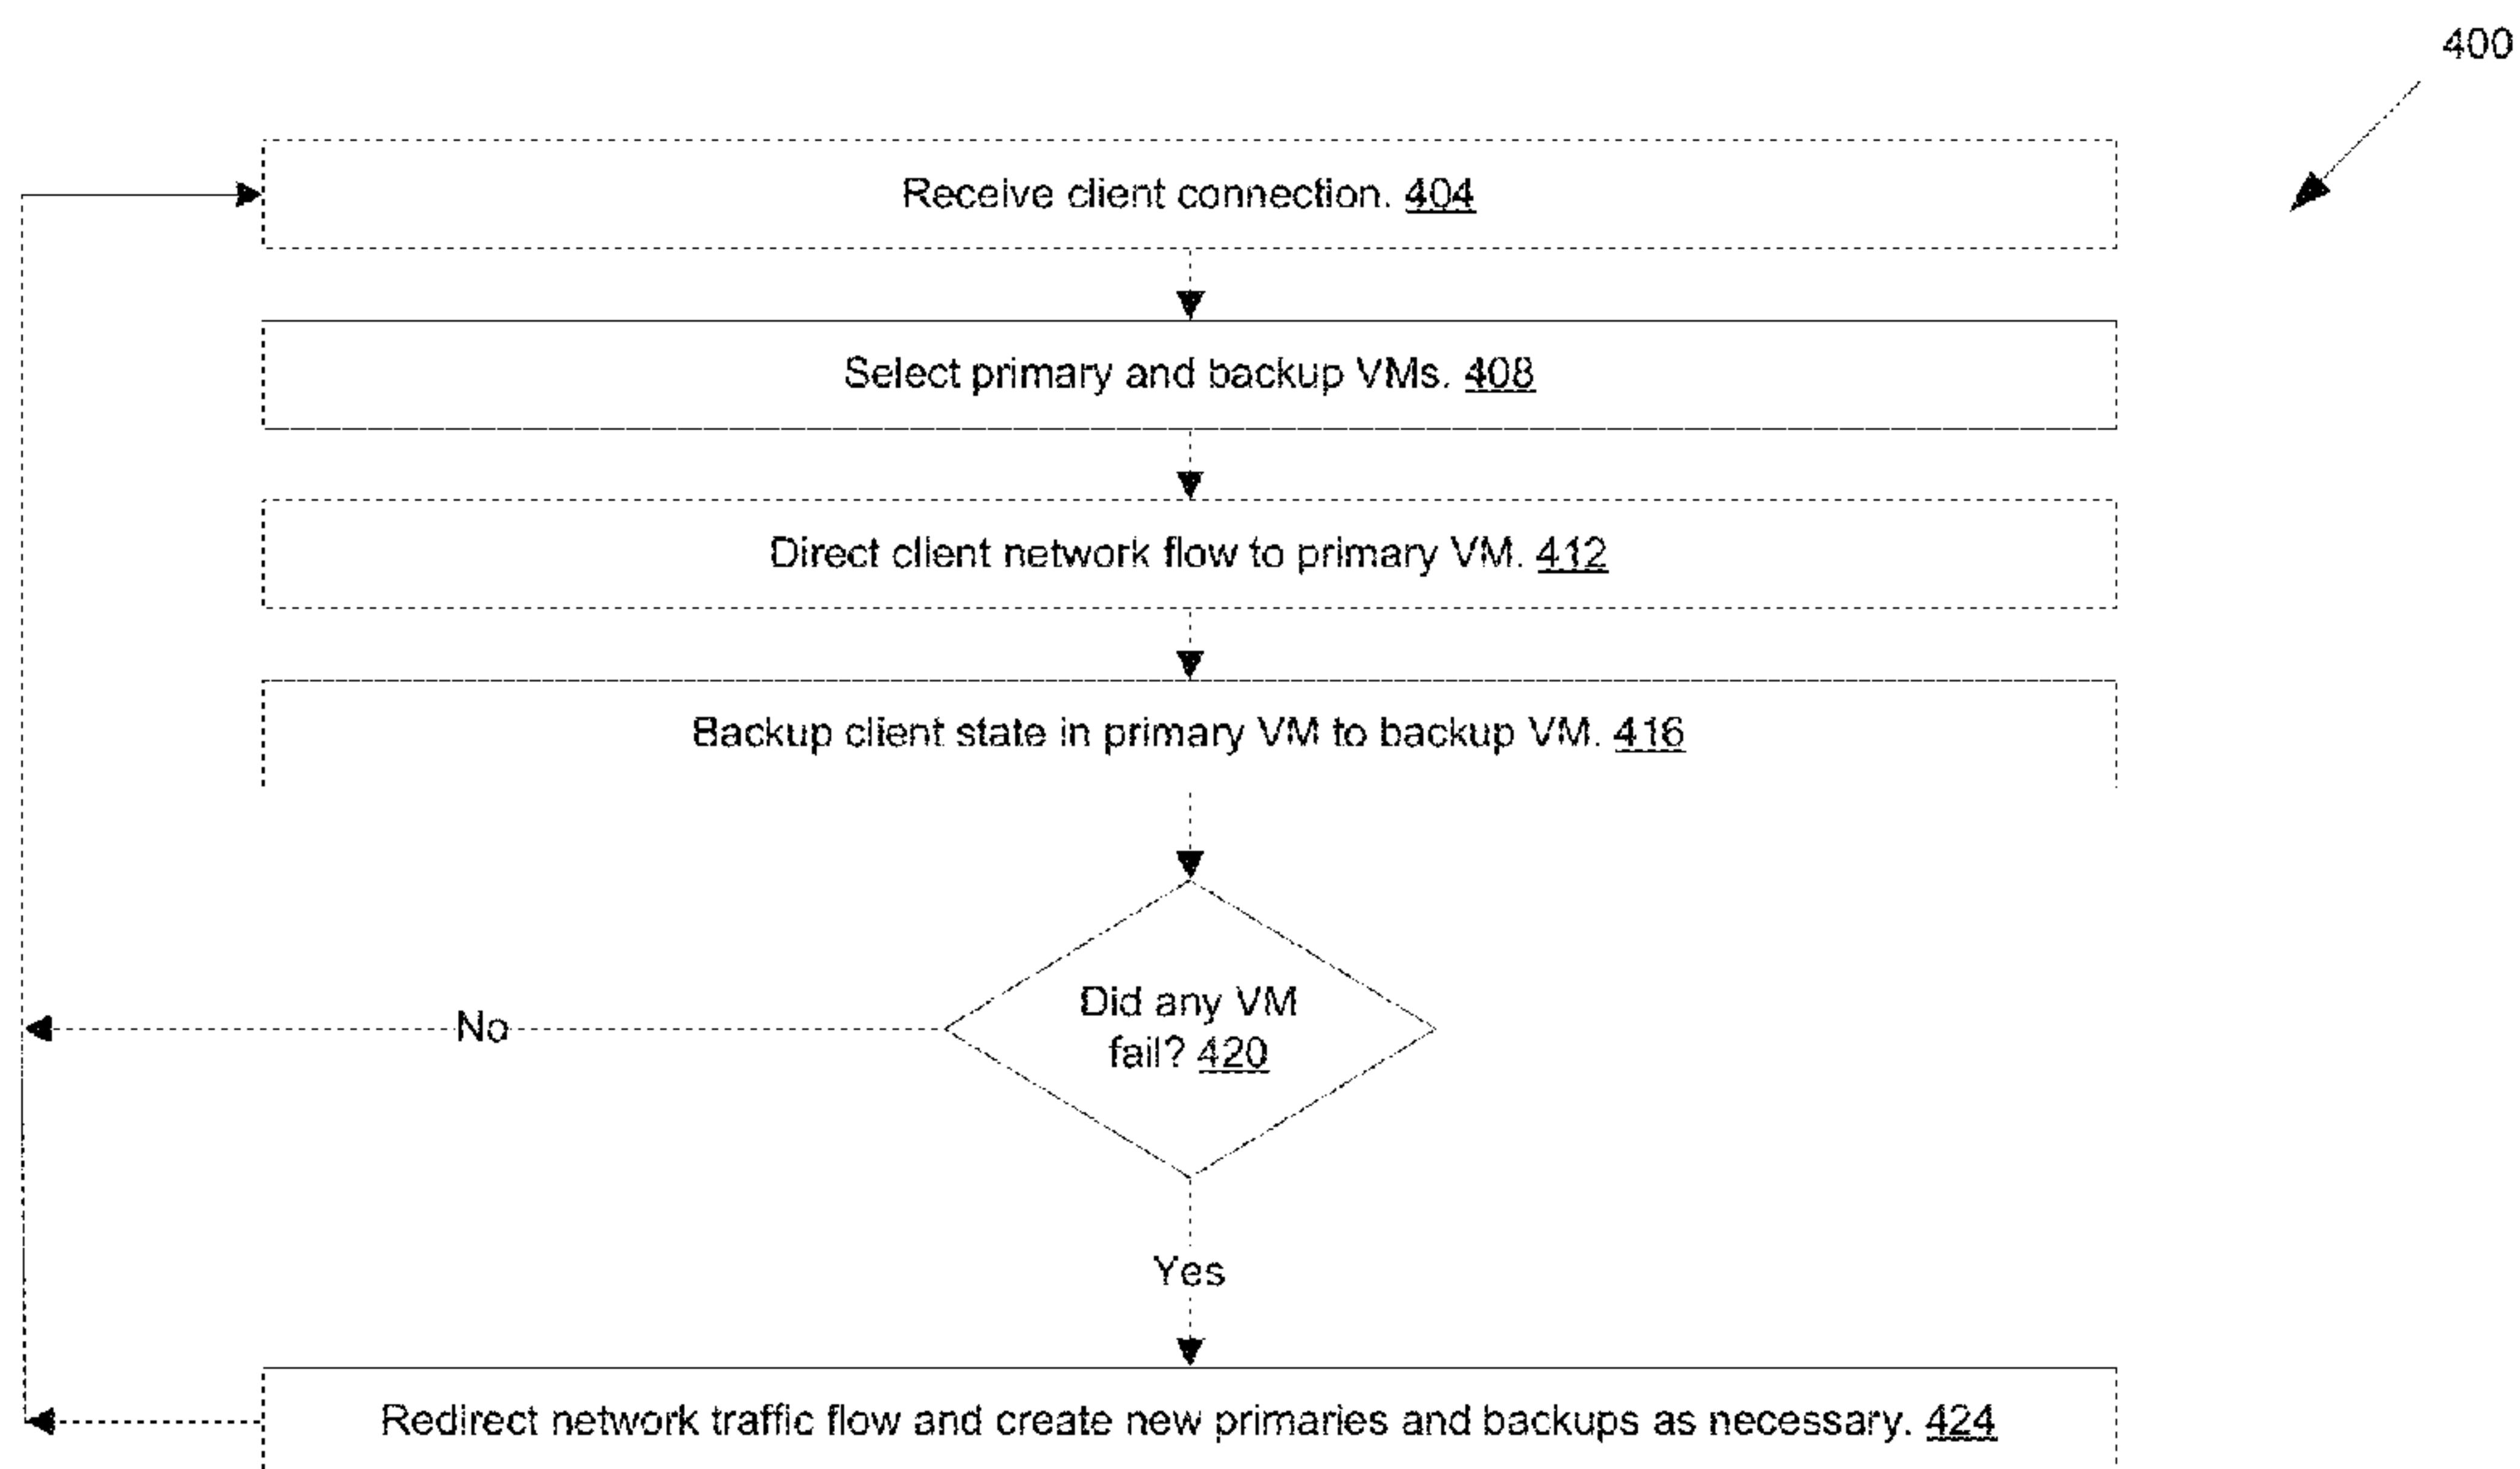 400
Receive client connection. 404
Select primary and backup VMs. 408
Direct client network flow to primary VM. 412
Backup client state in primary VM to backup VM. 416
Did any VM
fail? 420
No
Yes
Redirect network traffic flow and create new primaries and backups as necessary. 424